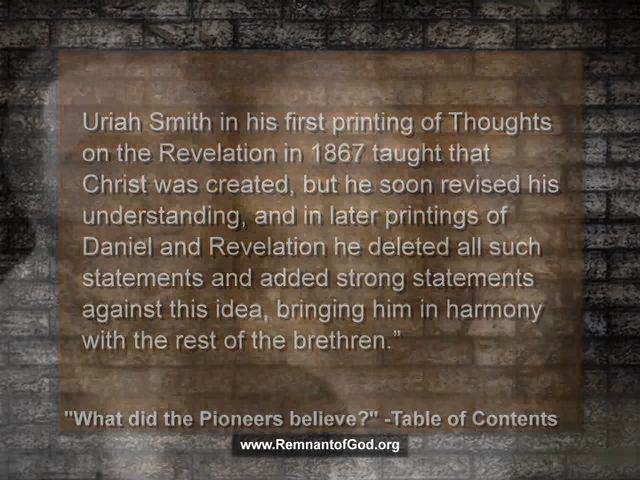 Uriah Smith in his first printing of Thoughts
on the Revelation in 1867 taught that
Christ was created, but he soon revised his
understanding, and in later printings of
Daniel and Revelation he deleted all such
statements and added strong statements
against this idea, bringing him in harmony
with the rest of the brethren.”
"What did the Pioneers believe?" -Table of Contents
www.RemnantofGod.org